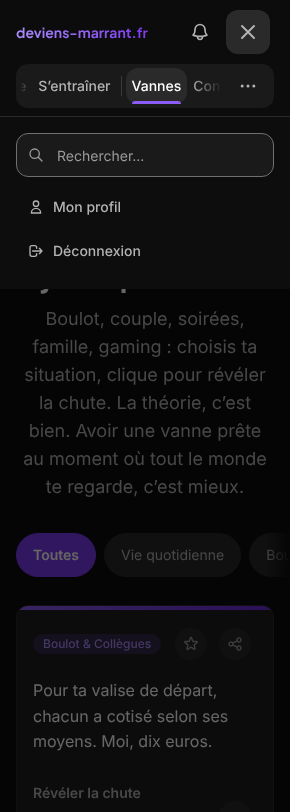 deviens-marrant.fr
e S’entraîner Vannes Con
Rechercher...
Mon profil
Déconnexion
Boulot, couple, soirées,
famille, gaming : choisis ta
situation, clique pour révéler
la chute. La théorie, c’est
bien. Avoir une vanne prête
au moment où tout le monde
te regarde, c’est mieux.
Toutes Vie quotidienne Bo
Boulot & Collègues
Pour ta valise de départ,
chacun a cotisé selon ses
moyens. Moi, dix euros.
Révéler la chute